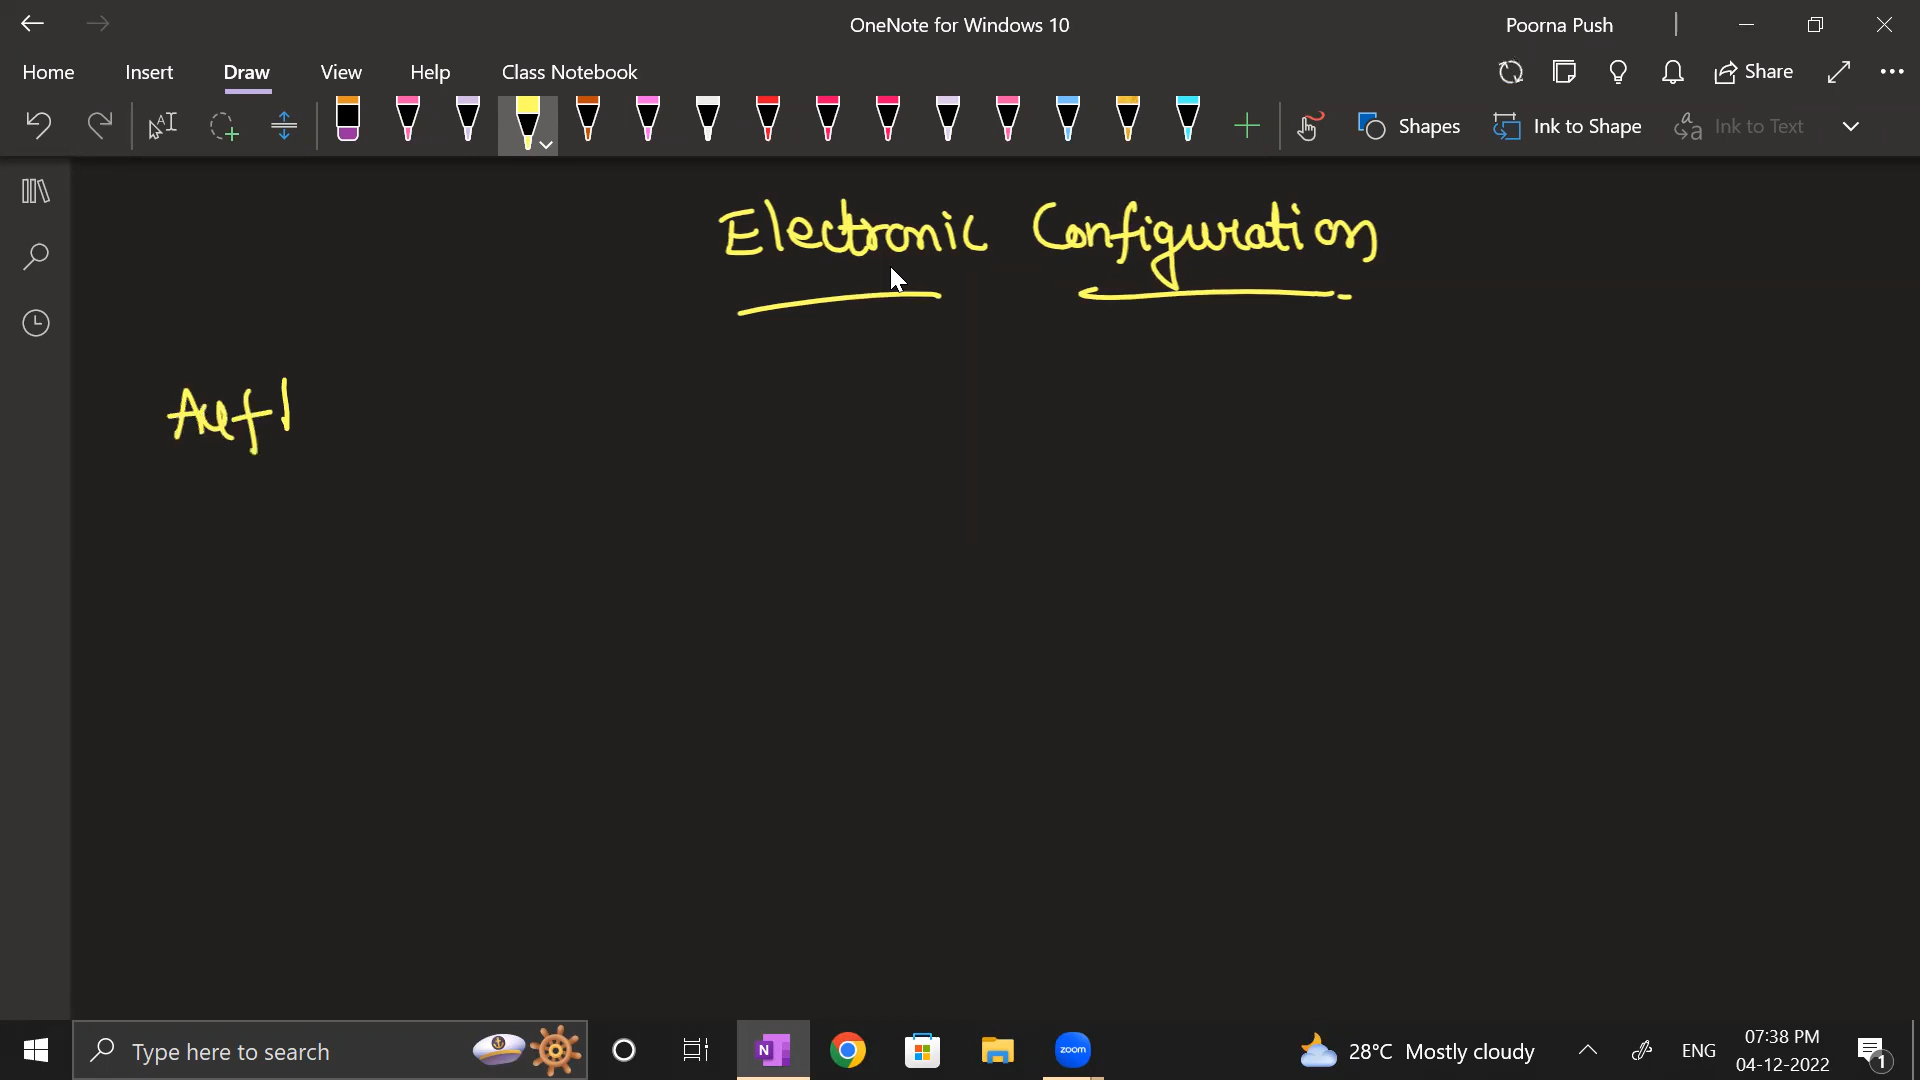 OneNote for Windows 10
Poorna Push
Home Insert Draw View Help Class Notebook
Share
Shapes Ink to Shape Ink to Text
Electronic Configuration
Aufl
Type here to search
N
zoom
28°C Mostly cloudy
ENG
07:38 PM
04-12-2022
1